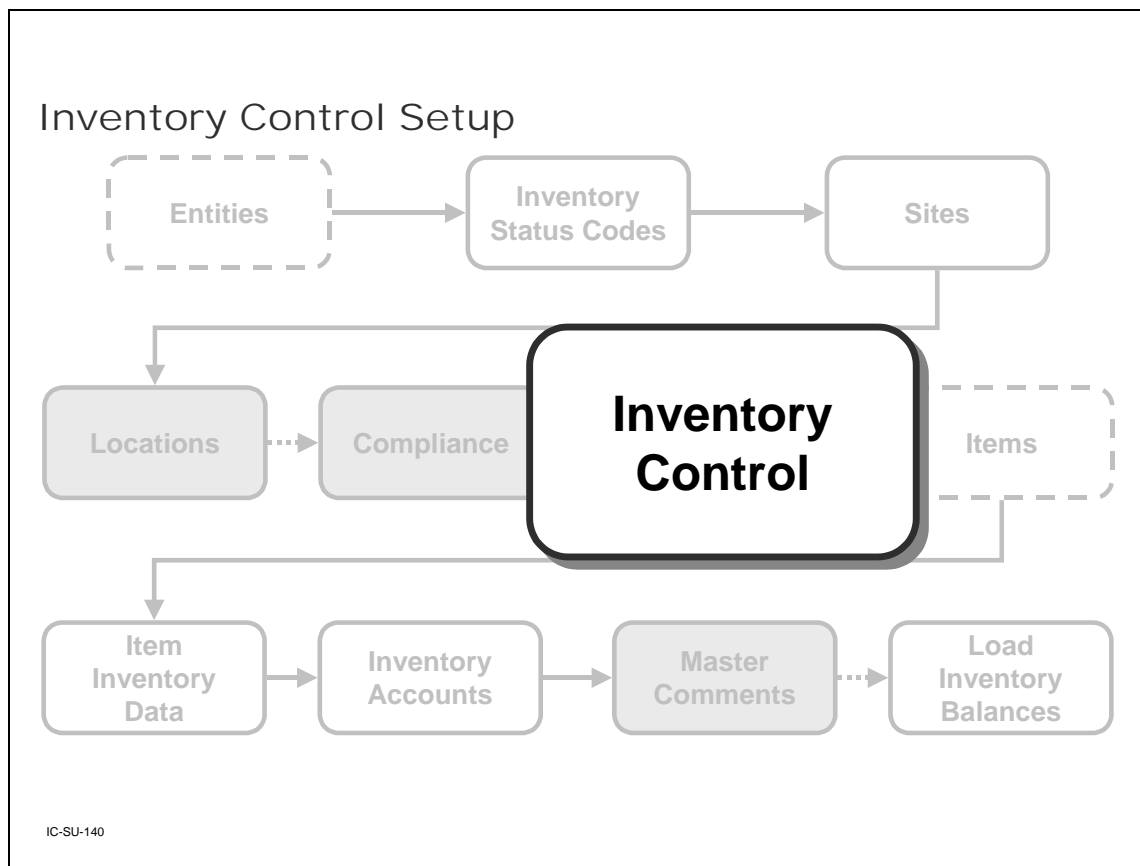 Inventory Control Setup
Entities
Inventory
Status Codes
Sites
Locations
Compliance
Inventory
Control
Items
Item
Inventory
Data
Inventory
Accounts
Master
Comments
Load
Inventory
Balances
IC-SU-140